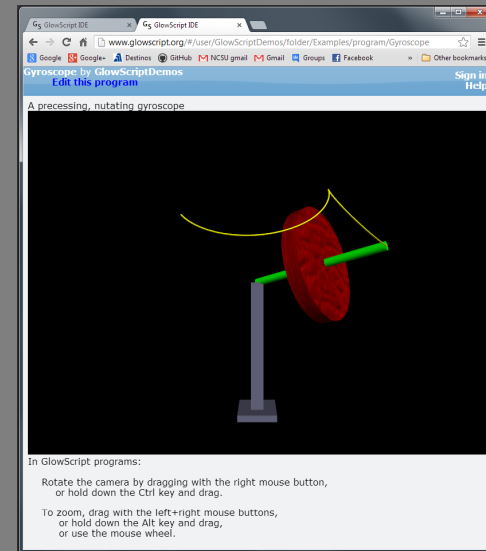 GlowScript IDE × GlowScript IDE ×
www.glowscript.org/#/user/GlowScriptDemos/folder/Examples/program/Gyroscope
Google Google+ Destinos GitHub NCSU gmail Gmail Groups Facebook » Other bookmarks
Gyroscope by GlowScriptDemos Sign in
Edit this program Help
A precessing, nutating gyroscope
In GlowScript programs:
Rotate the camera by dragging with the right mouse button,
or hold down the Ctrl key and drag.
To zoom, drag with the left+right mouse buttons,
or hold down the Alt key and drag,
or use the mouse wheel.